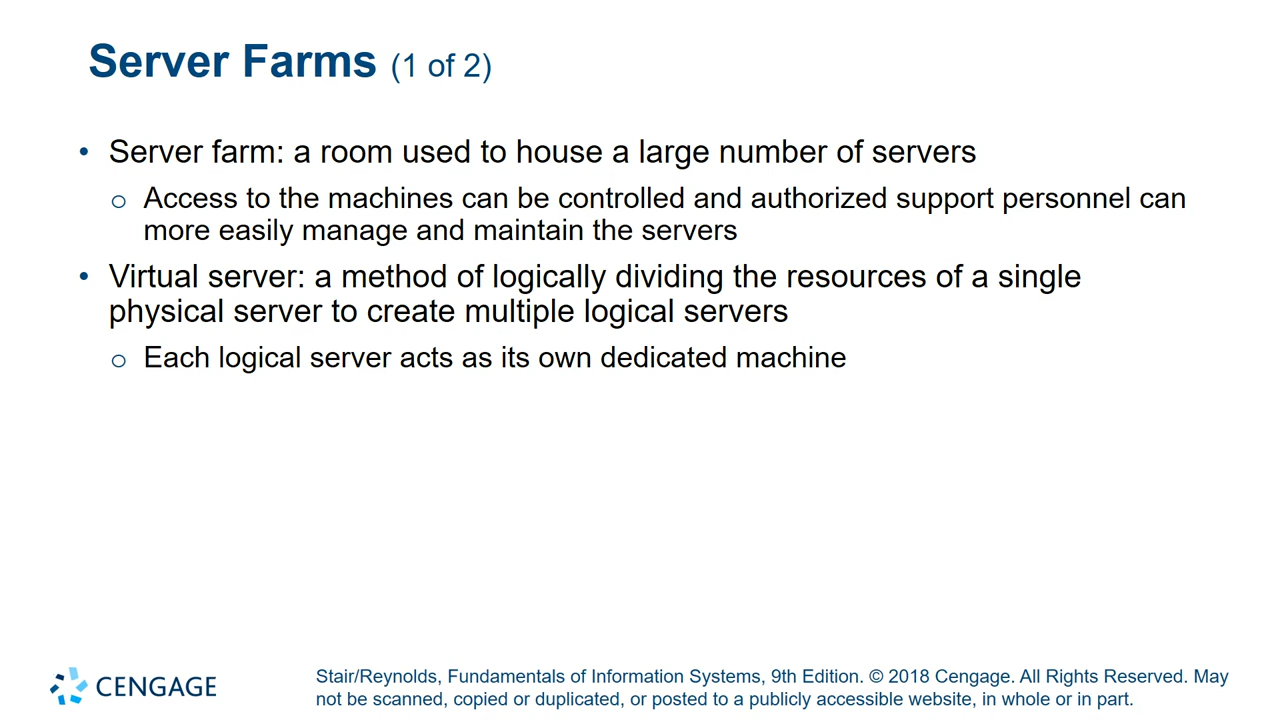 Server Farms (1 of 2)
• Server farm: a room used to house a large number of servers
o Access to the machines can be controlled and authorized support personnel can
more easily manage and maintain the servers
• Virtual server: a method of logically dividing the resources of a single
physical server to create multiple logical servers
o Each logical server acts as its own dedicated machine
CENGAGE
Stair/Reynolds, Fundamentals of Information Systems, 9th Edition. © 2018 Cengage. All Rights Reserved. May
not be scanned, copied or duplicated, or posted to a publicly accessible website, in whole or in part.